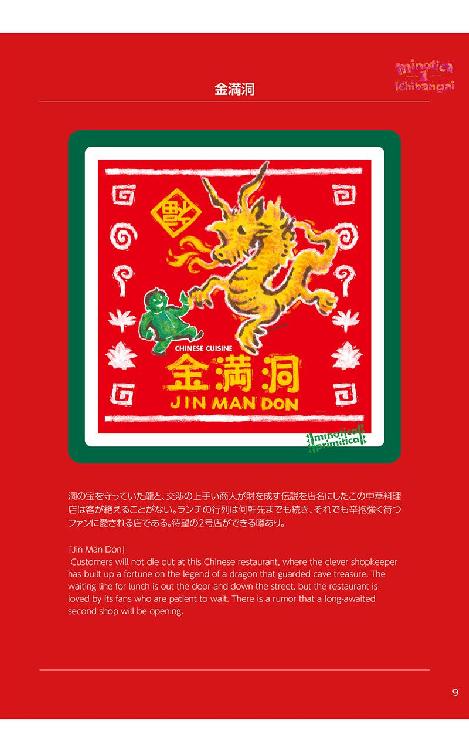 金満洞
minotica
1
ichibangai
福
CHINESE CUISINE
金満洞
JIN MAN DON
洞の宝を守っていた龍と、交渉の上手い商人が財を成す伝説を店名にしたこの中華料理
店は客が絶えることがない。ランチの行列は何軒先までも続き、それでも辛抱強く待つ
ファンに愛される店である。待望の2号店ができる噂あり。
[Jin Man Don]
Customers will not die out at this Chinese restaurant, where the clever shopkeeper
has built up a fortune on the legend of a dragon that guarded cave treasure. The
waiting line for lunch is out the door and down the street, but the restaurant is
loved by its fans who are patient to wait. There is a rumor that a long-awaited
second shop will be opening.
9